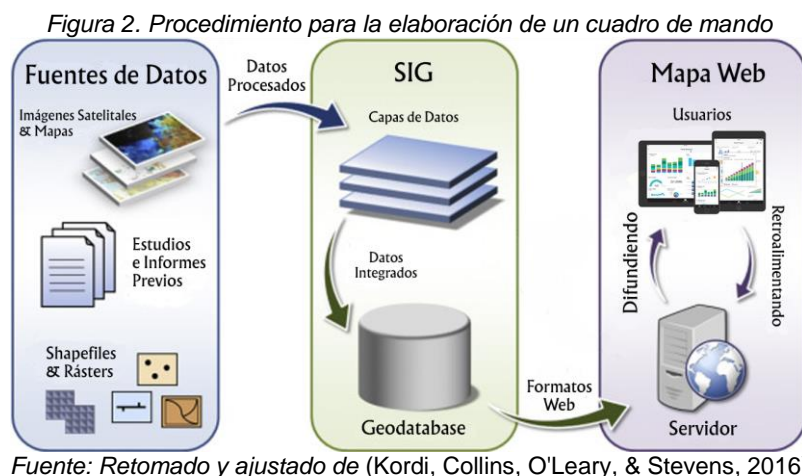 Figura 2. Procedimiento para la elaboración de un cuadro de mando
Fuentes de Datos
Imágenes Satelitales
& Mapas
Estudios
e Informes
Previos
Shapefiles
& Rásters
Datos
Procesados
SIG
Capas de Datos
Datos
Integrados
Geodatabase
Formatos
Web
Mapa Web
Usuarios
Difundiendo
Retroalimentando
Servidor
Fuente: Retomado y ajustado de (Kordi, Collins, O'Leary, & Stevens, 2016